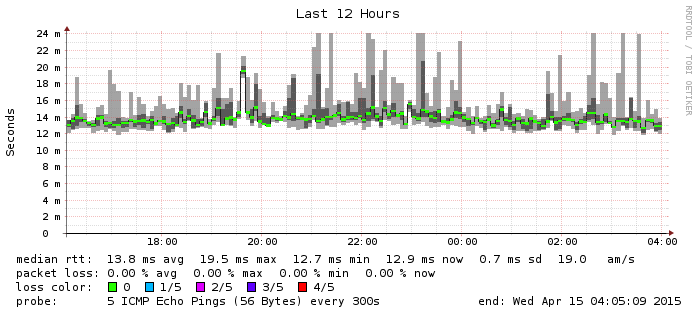 Last 12 Hours
RRDTOOL / TOBI OETIKER
Seconds
24 m
22 m
20 m
18 m
16 m
14 m
12 m
10 m
8 m
6 m
4 m
2 m
0
18:00 20:00 22:00 00:00 02:00 04:00
median rtt: 13.8 ms avg 19.5 ms max 12.7 ms min 12.9 ms now 0.7 ms sd 19.0 am/s
packet loss: 0.00 % avg 0.00 % max 0.00 % min 0.00 % now
loss color: 0 1/5 2/5 3/5 4/5
probe: 5 ICMP Echo Pings (56 Bytes) every 300s end: Wed Apr 15 04:05:09 2015